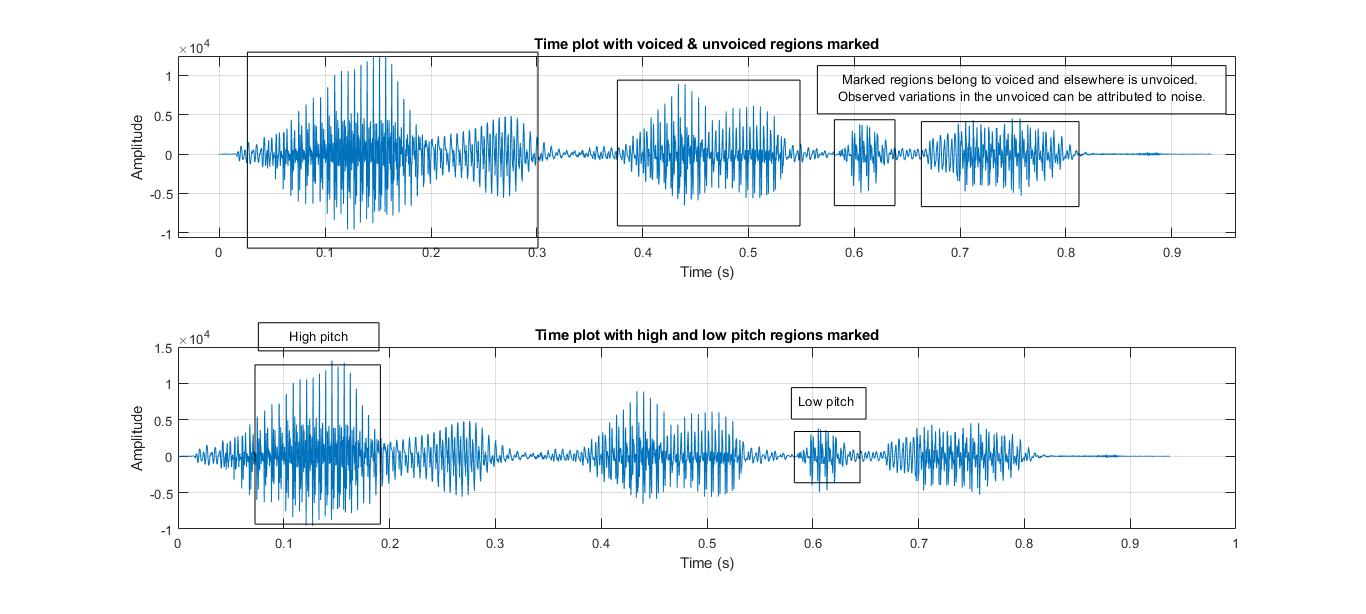 Time plot with voiced & unvoiced regions marked
×10⁴
Marked regions belong to voiced and elsewhere is unvoiced.
Observed variations in the unvoiced can be attributed to noise.
1
0.5
0
-0.5
-1
Amplitude
0 0.1 0.2 0.3 0.4 0.5 0.6 0.7 0.8 0.9
Time (s)
High pitch
Time plot with high and low pitch regions marked
×10⁴
1.5
1
0.5
0
-0.5
-1
Amplitude
Low pitch
0 0.1 0.2 0.3 0.4 0.5 0.6 0.7 0.8 0.9 1
Time (s)